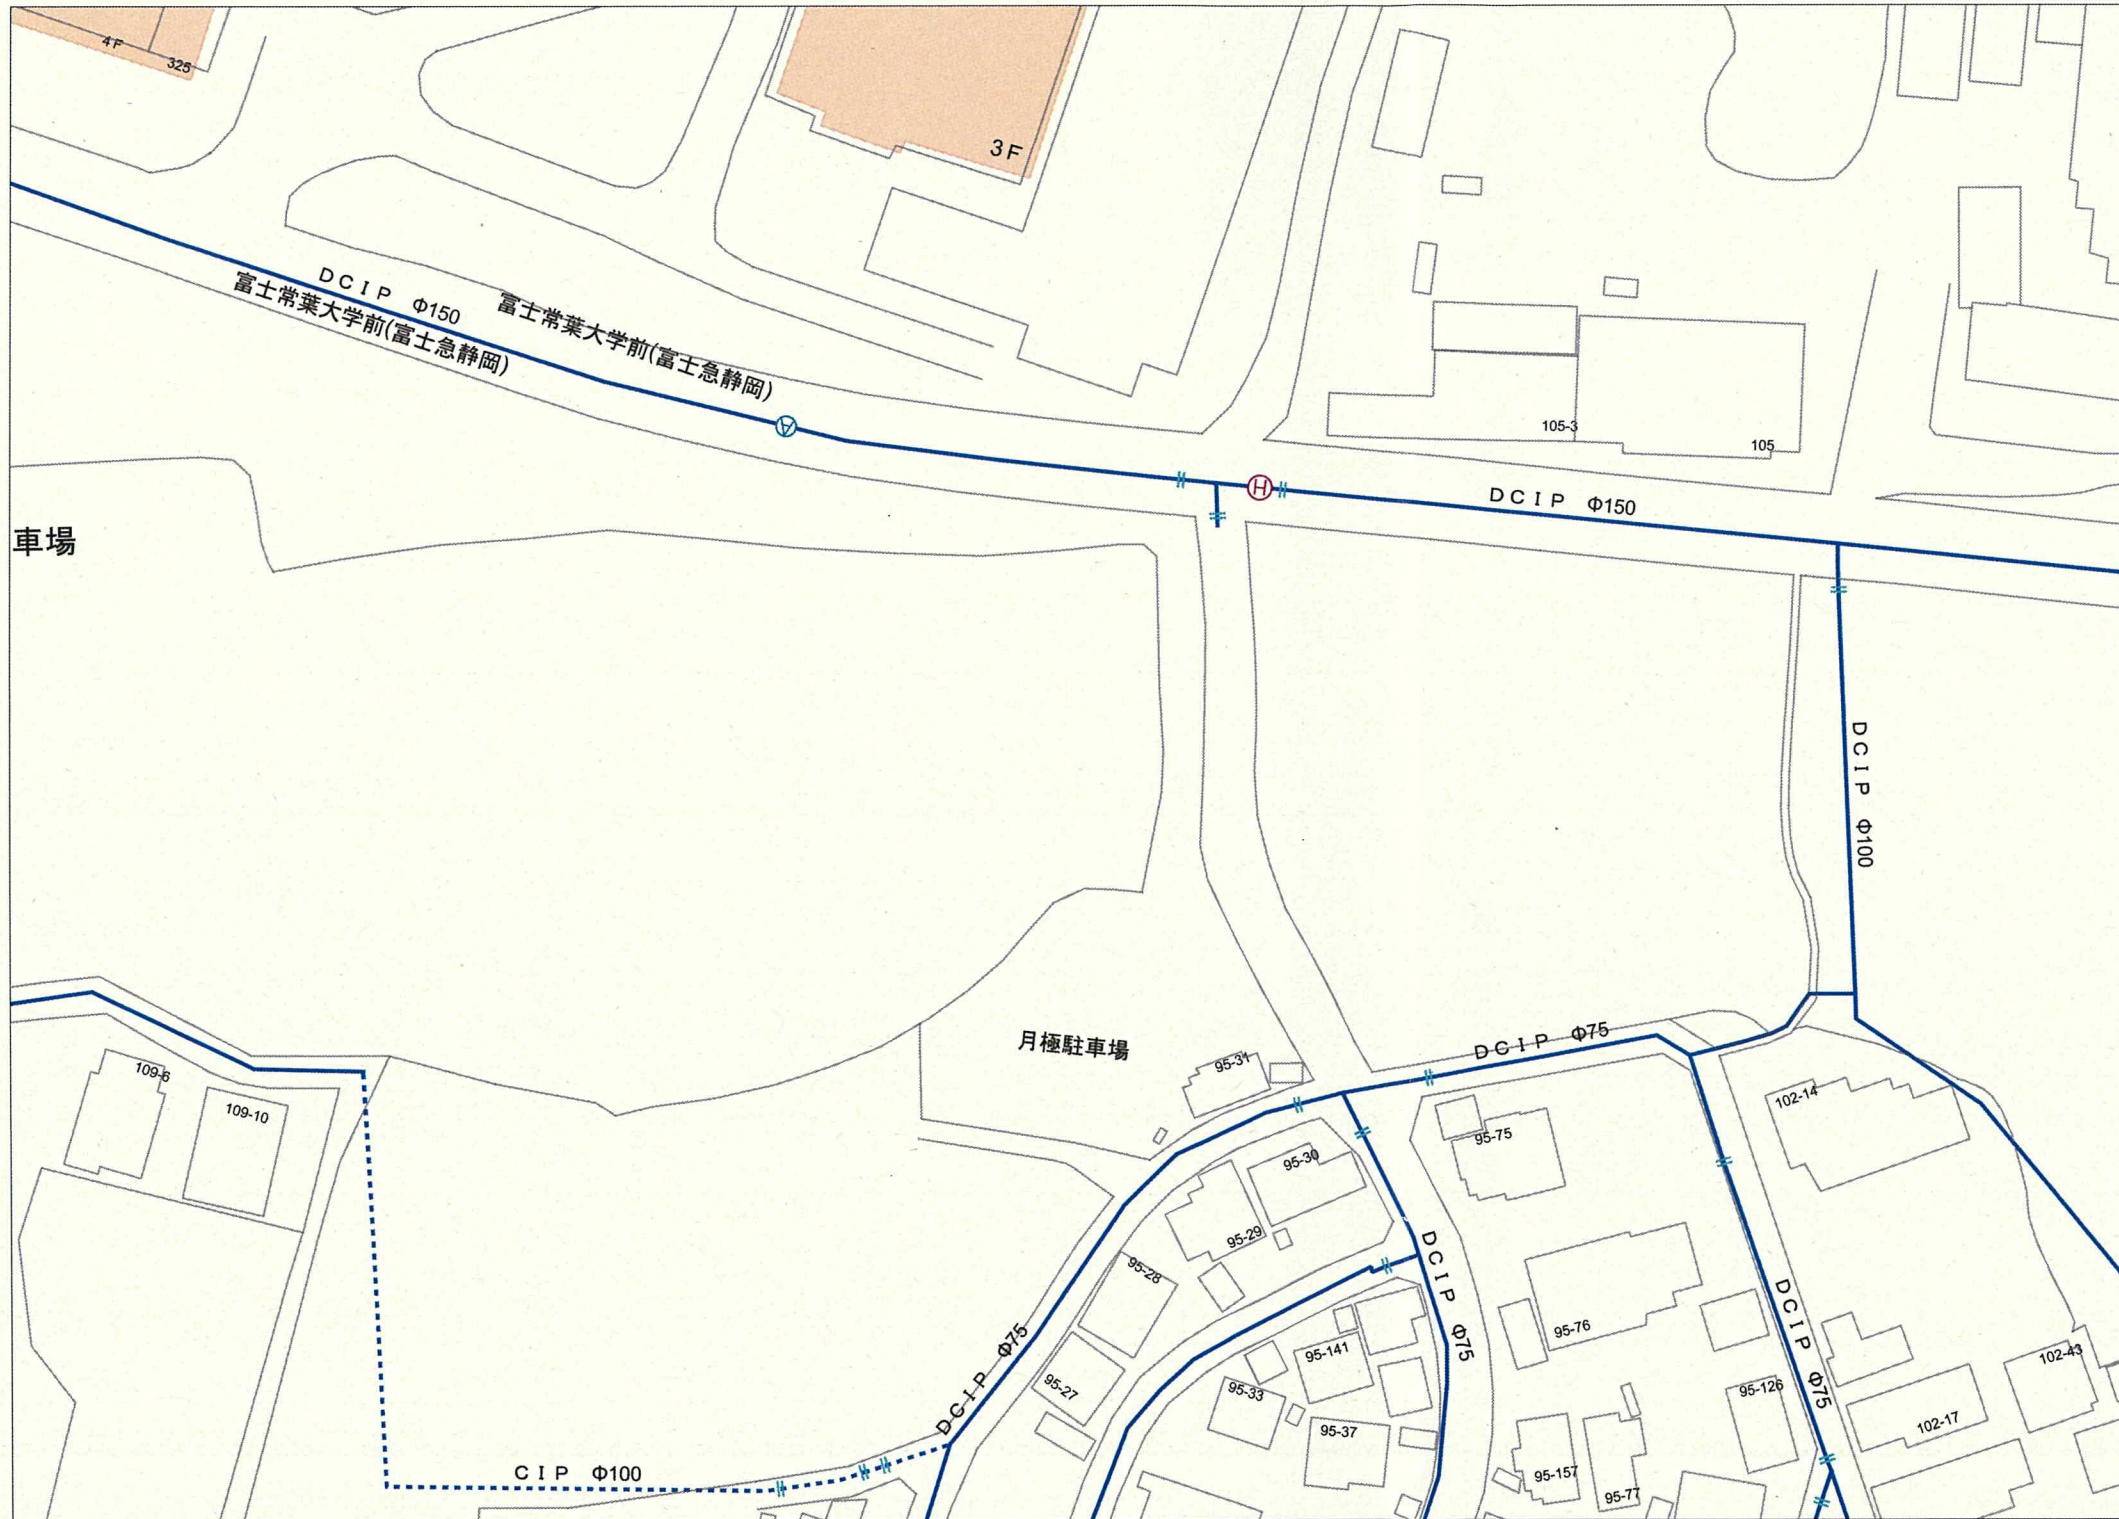 4F
325
3F
DCIP Φ150
富士常葉大学前(富士急静岡)
富士常葉大学前(富士急静岡)
A
105-3
105
H
DCIP Φ150
車場
DCIP Φ100
月極駐車場
DCIP Φ75
95-31
109-6
109-10
102-14
95-75
95-30
95-29
95-28
DCIP Φ75
DCIP Φ75
DCIP Φ75
95-76
95-141
95-27
95-33
95-37
95-126
102-43
102-17
CIP Φ100
95-157
95-77